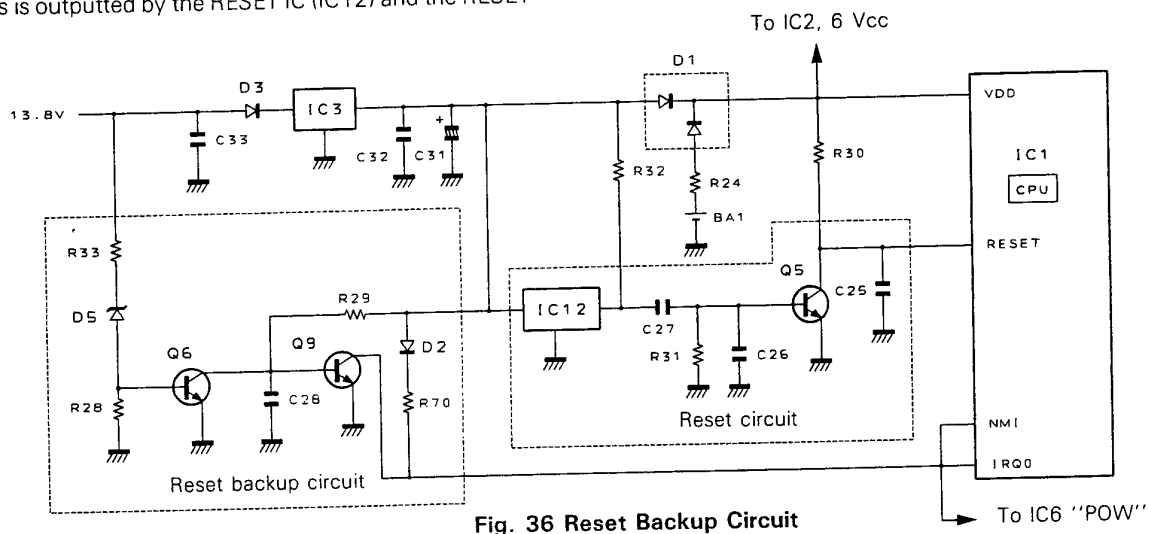 s is outputted by the RESET IC (IC12) and the RESET
To IC2, 6 Vcc
D1
D3
13.8V
IC3
VDD
C33
C32
C31
+
R32
R24
R30
IC1
CPU
BA1
R33
RESET
Q5
C25
R29
IC12
D5
C27
D2
Q6
Q9
R31
C26
R28
C28
R70
Reset circuit
NMI
IRQ0
Reset backup circuit
To IC6 "POW"
Fig. 36 Reset Backup Circuit